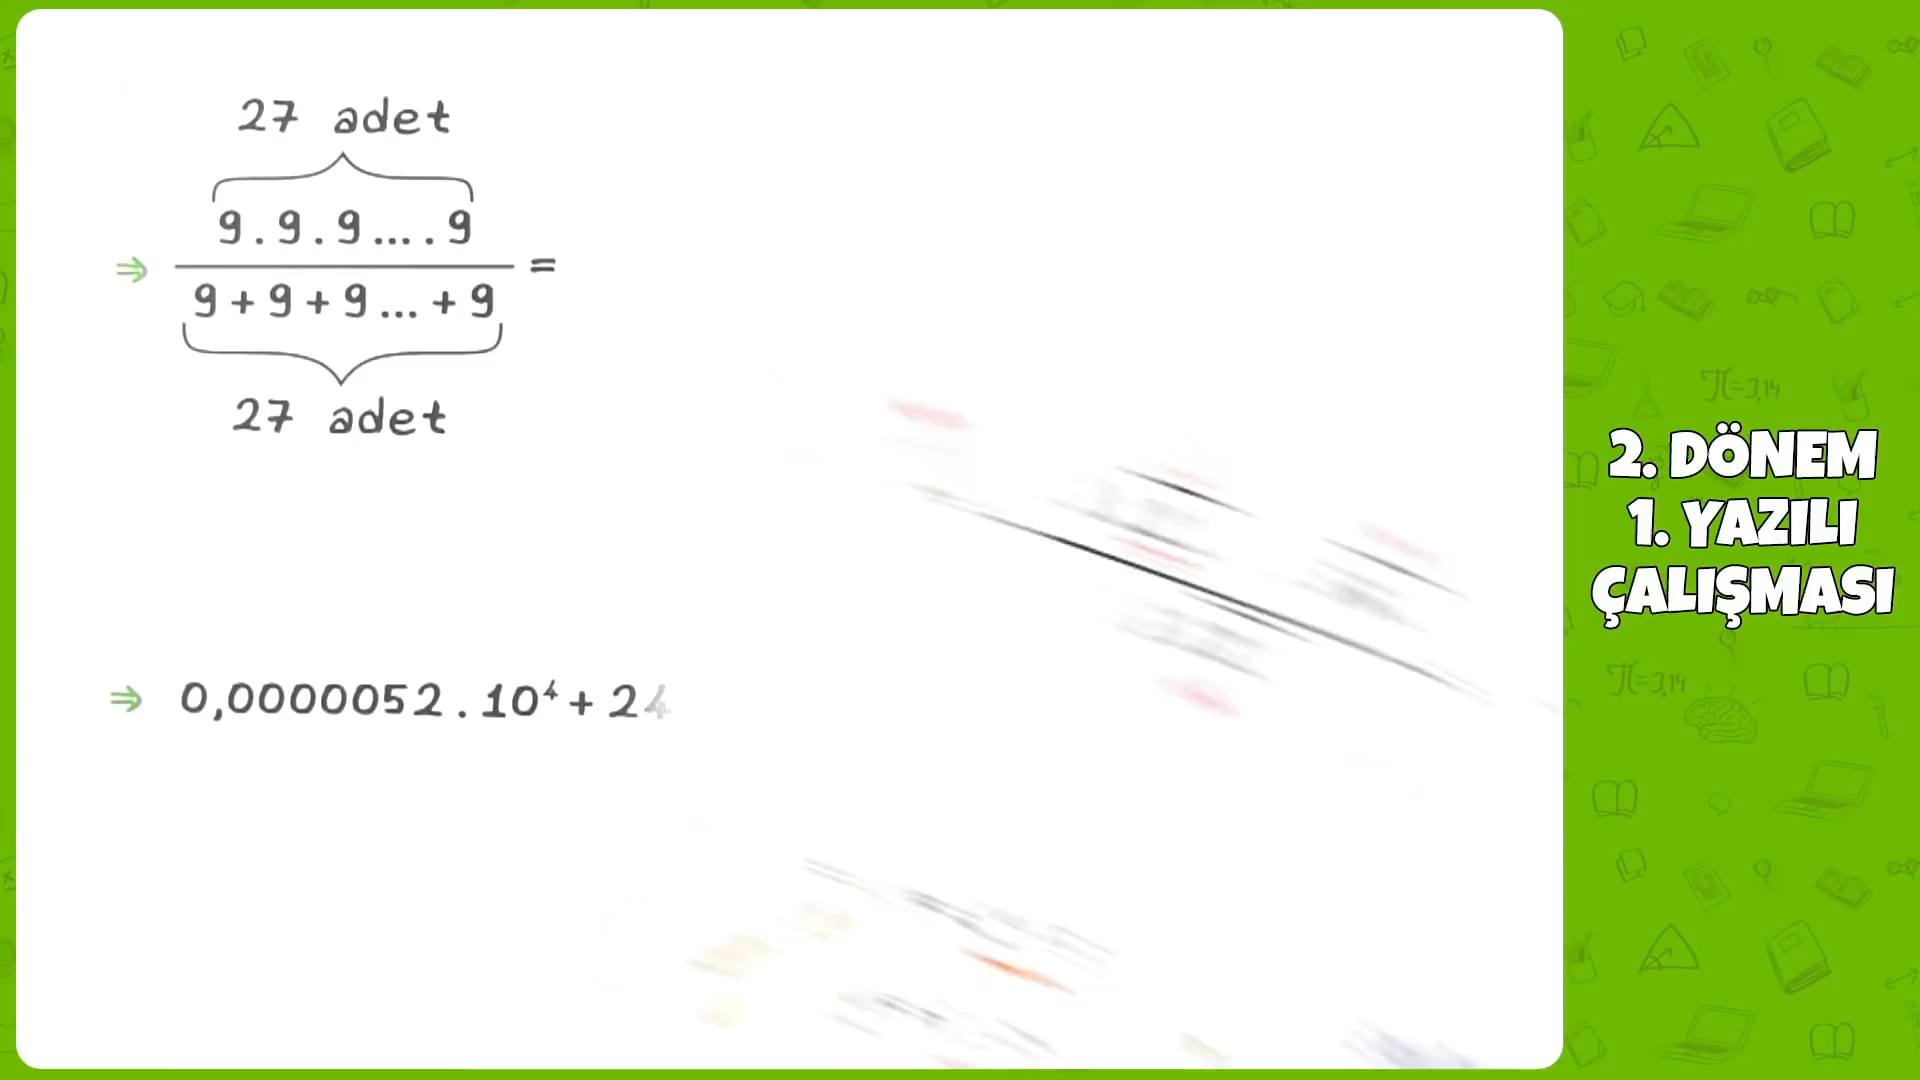 27 adet
9.9.9....9
⇒ =
9+9+9...+9
27 adet
⇒ 0,0000052.10⁴+24
2. DÖNEM
1. YAZILI
ÇALIŞMASI
π=3,14
π=3,14